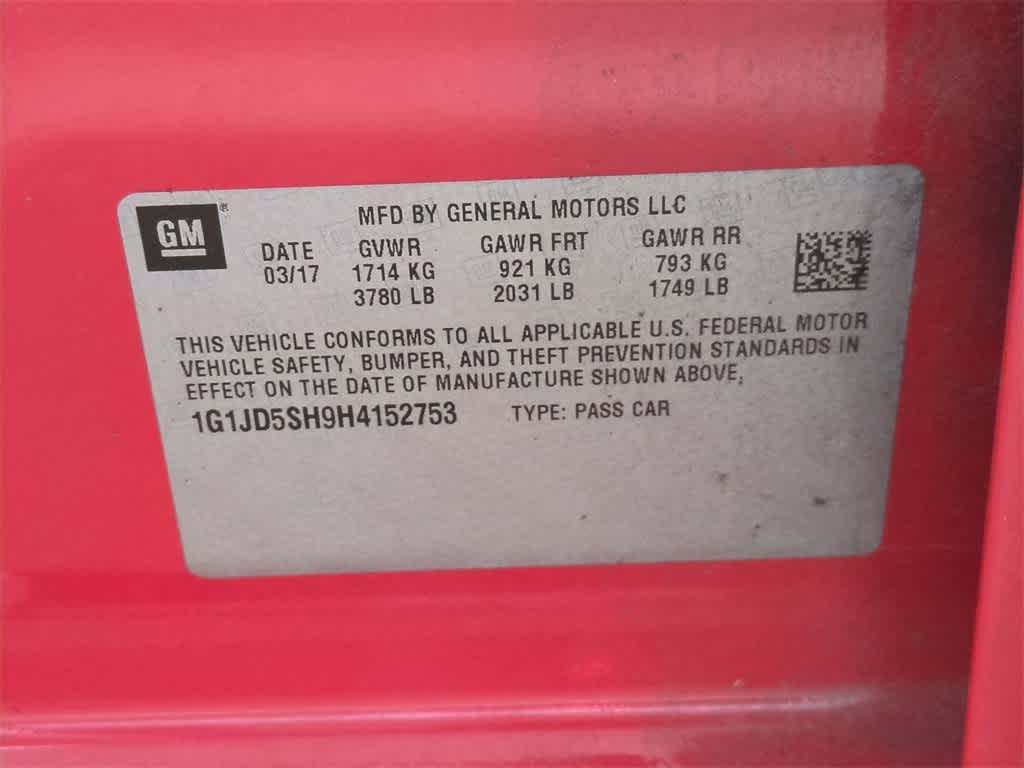 GM®
MFD BY GENERAL MOTORS LLC
DATE GVWR GAWR FRT GAWR RR
03/17 1714 KG 921 KG 793 KG
3780 LB 2031 LB 1749 LB
THIS VEHICLE CONFORMS TO ALL APPLICABLE U.S. FEDERAL MOTOR
VEHICLE SAFETY, BUMPER, AND THEFT PREVENTION STANDARDS IN
EFFECT ON THE DATE OF MANUFACTURE SHOWN ABOVE,
1G1JD5SH9H4152753 TYPE: PASS CAR